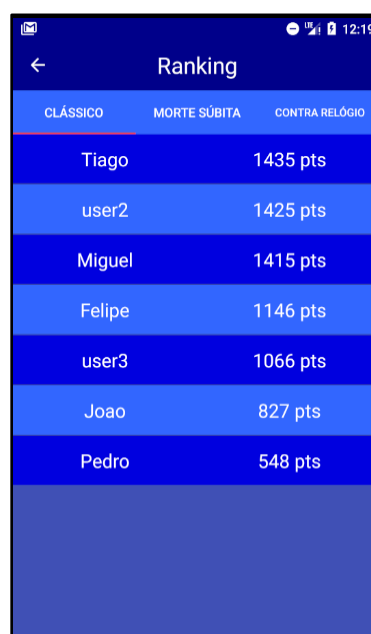 LTE 12:19
Ranking
CLÁSSICO MORTE SÚBITA CONTRA RELÓGIO
Tiago 1435 pts
user2 1425 pts
Miguel 1415 pts
Felipe 1146 pts
user3 1066 pts
Joao 827 pts
Pedro 548 pts